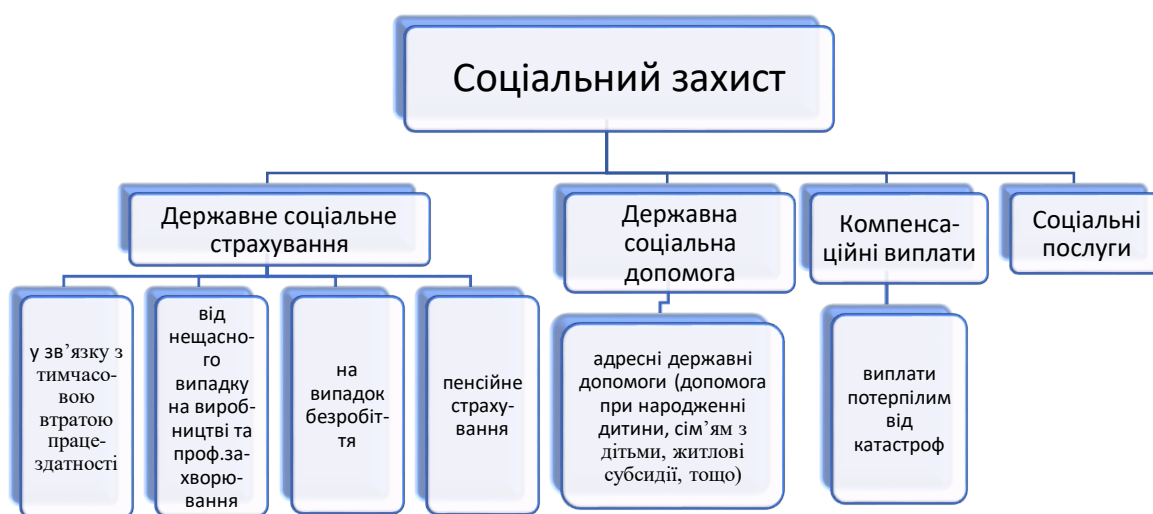 Соціальний захист
Державне соціальне
страхування
Державна
соціальна
допомога
Компенса-
ційні виплати
Соціальні
послуги
у зв’язку з
тимчасо-
вою
втратою
праце-
здатності
від
нещасно-
го
випадку
на вироб-
ництві та
проф.за-
хворю-
вання
на
випадок
безробіт-
тя
пенсійне
страху-
вання
адресні державні
допомоги (допомога
при народженні
дитини, сім’ям з
дітьми, житлові
субсидії, тощо)
виплати
потерпілим
від
катастроф